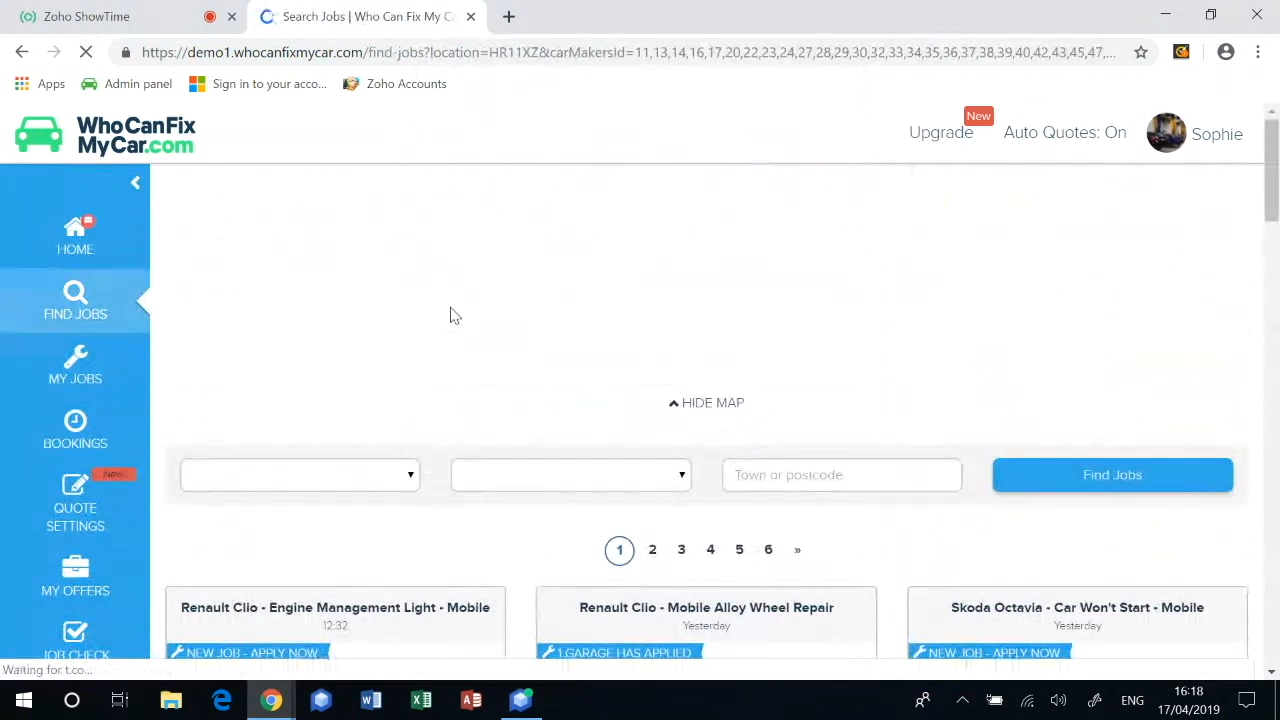 Zoho ShowTime
Search Jobs | Who Can Fix My C
https://demo1.whocanfixmycar.com/find-jobs?location=HR11XZ&carMakersId=11,13,14,16,17,20,22,23,24,27,28,29,30,32,33,34,35,36,37,38,39,40,42,43,45,47,...
Apps
Admin panel
Sign in to your acco...
Zoho Accounts
WhoCanFix
MyCar.com
New
Upgrade
Auto Quotes: On
Sophie
HOME
FIND JOBS
MY JOBS
BOOKINGS
New
QUOTE
SETTINGS
MY OFFERS
JOB CHECK
HIDE MAP
Town or postcode
Find Jobs
1 2 3 4 5 6 »
Renault Clio - Engine Management Light - Mobile
12:32
NEW JOB - APPLY NOW
Renault Clio - Mobile Alloy Wheel Repair
Yesterday
1 GARAGE HAS APPLIED
Skoda Octavia - Car Won't Start - Mobile
Yesterday
NEW JOB - APPLY NOW
Waiting for t.co...
ENG
16:18
17/04/2019